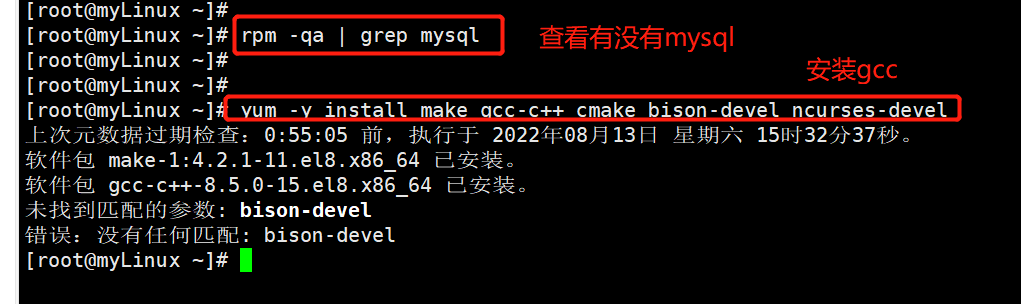 [root@myLinux ~]#
[root@myLinux ~]# rpm -qa | grep mysql 查看有没有mysql
[root@myLinux ~]#
[root@myLinux ~]# 安装gcc
[root@myLinux ~]# yum -y install make gcc-c++ cmake bison-devel ncurses-devel
上次元数据过期检查：0:55:05 前，执行于 2022年08月13日 星期六 15时32分37秒。
软件包 make-1:4.2.1-11.el8.x86_64 已安装。
软件包 gcc-c++-8.5.0-15.el8.x86_64 已安装。
未找到匹配的参数: bison-devel
错误：没有任何匹配: bison-devel
[root@myLinux ~]#